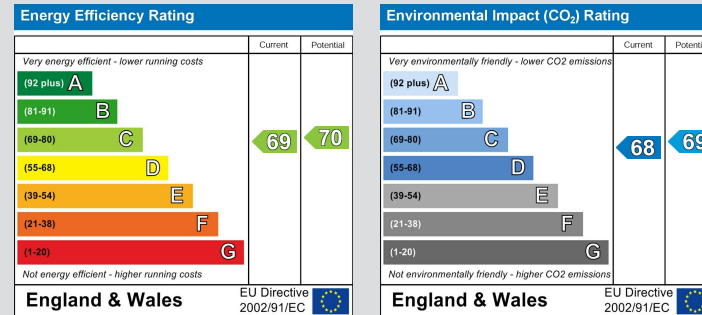 Energy Efficiency Rating
Current Potential
Very energy efficient - lower running costs
(92 plus) A
(81-91) B
(69-80) C
69 70
(55-68) D
(39-54) E
(21-38) F
(1-20) G
Not energy efficient - higher running costs
England & Wales
EU Directive
2002/91/EC
Environmental Impact (CO₂) Rating
Current Potenti
Very environmentally friendly - lower CO2 emissions
(92 plus) A
(81-91) B
(69-80) C
68 69
(55-68) D
(39-54) E
(21-38) F
(1-20) G
Not environmentally friendly - higher CO2 emissions
England & Wales
EU Directive
2002/91/EC